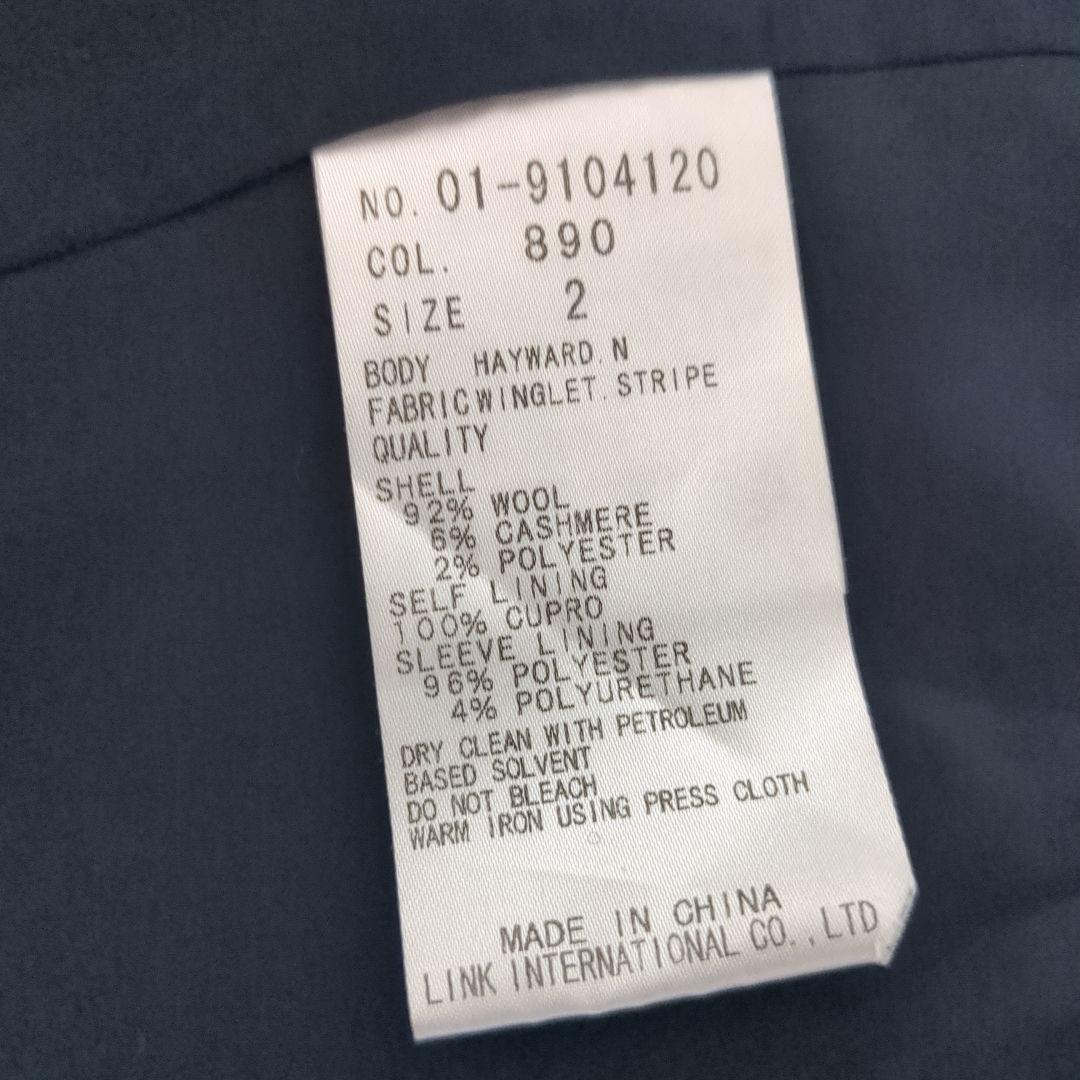 NO. 01-9104120
COL. 890
SIZE 2
BODY HAYWARD.N
FABRIC WINGLET.STRIPE
QUALITY
SHELL
92% WOOL
6% CASHMERE
2% POLYESTER
SELF LINING
100% CUPRO
SLEEVE LINING
96% POLYESTER
4% POLYURETHANE
DRY CLEAN WITH PETROLEUM
BASED SOLVENT
DO NOT BLEACH
WARM IRON USING PRESS CLOTH
MADE IN CHINA
LINK INTERNATIONAL CO.,LTD